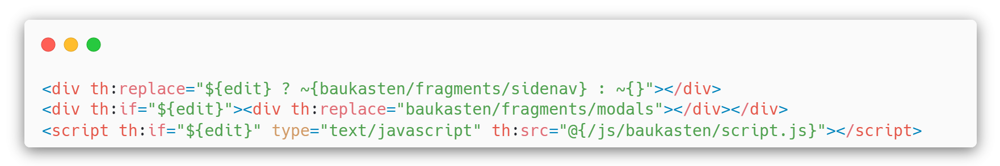 <div th:replace="${edit} ? ~{baukasten/fragments/sidenav} : ~{}"></div>
<div th:if="${edit}"><div th:replace="baukasten/fragments/modals"></div></div>
<script th:if="${edit}" type="text/javascript" th:src="@{/js/baukasten/script.js}"></script>